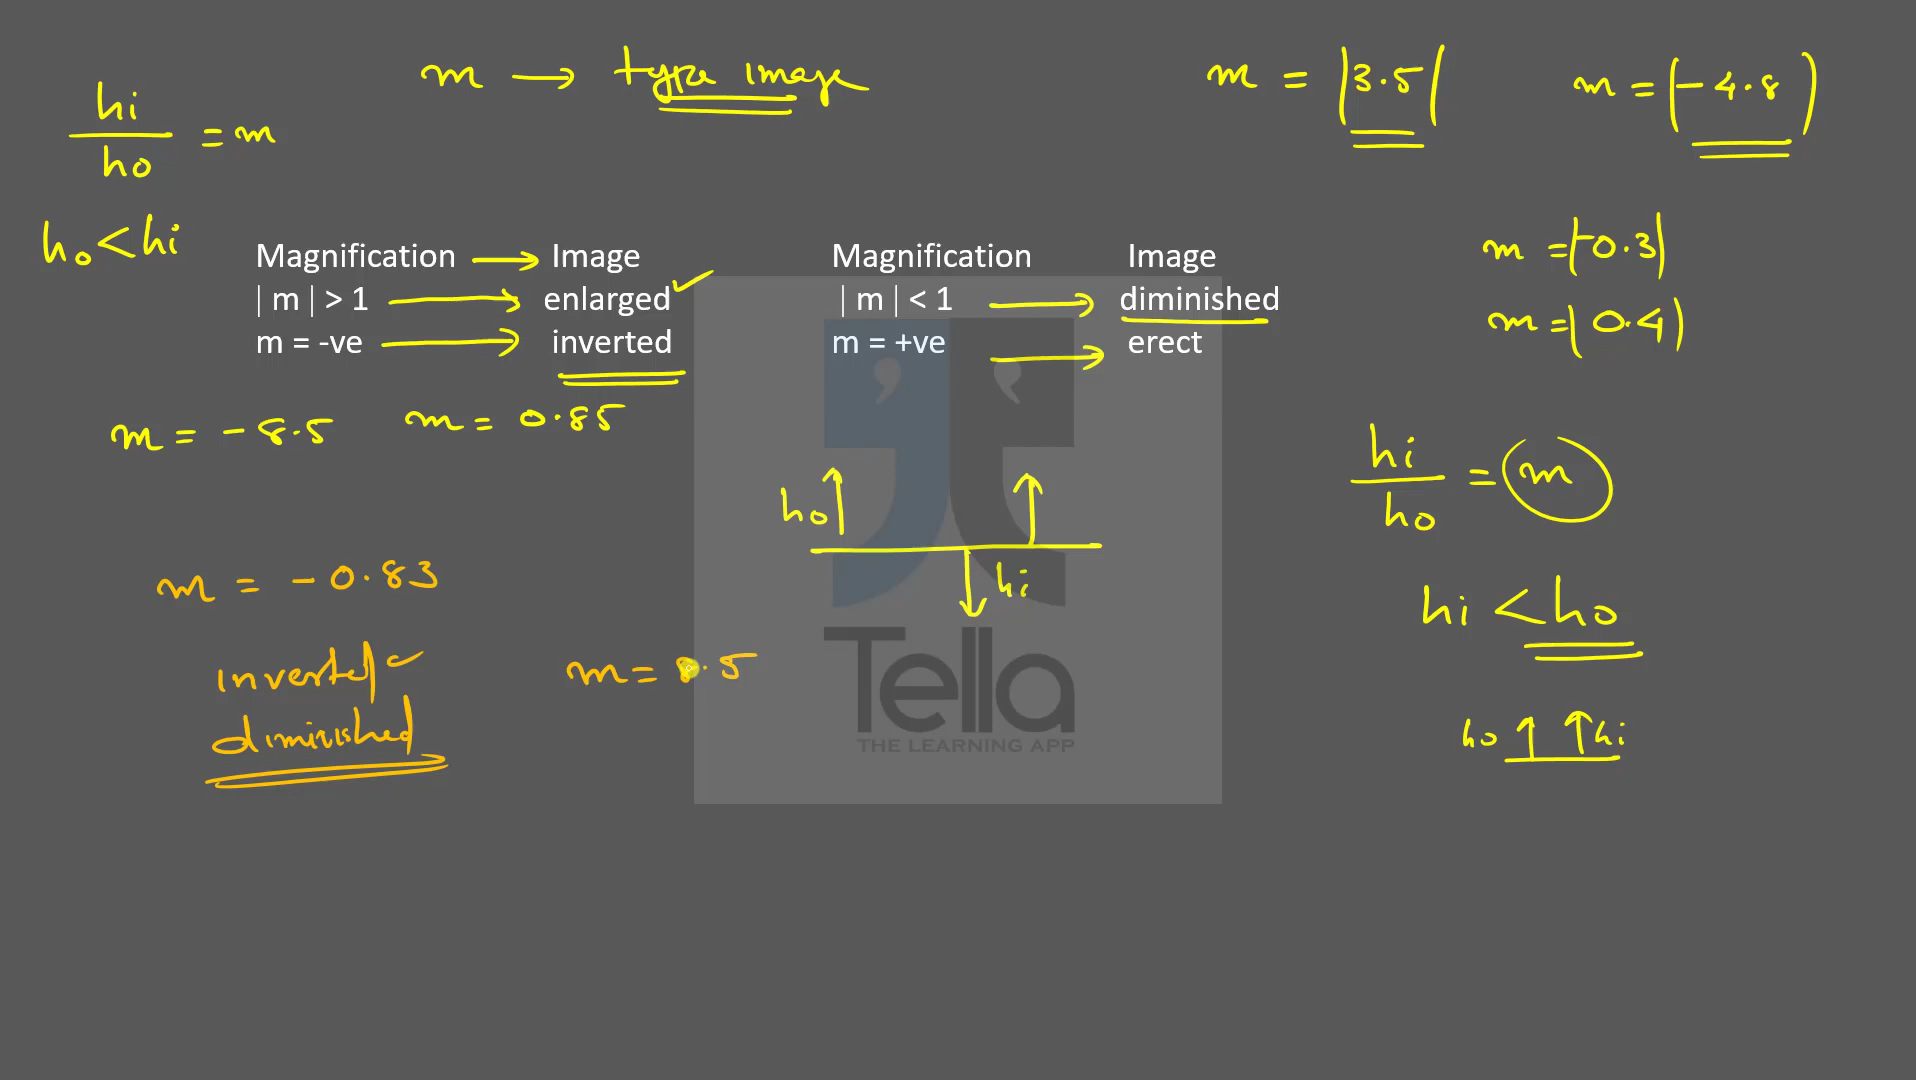 m → type image
m = |3.5|
m = |-4.8|
hi
ho
= m
ho < hi
Magnification → Image
| m | > 1 → enlarged ✓
m = -ve → inverted
Magnification Image
| m | < 1 → diminished
m = +ve → erect
m = |-0.3|
m = |0.4|
m = - 8.5
m = 0.85
ho
hi
hi
ho
= m
hi < ho
m = - 0.83
inverted
diminished
m = 8.5
ho ↑ ↑ hi
Tella
THE LEARNING APP